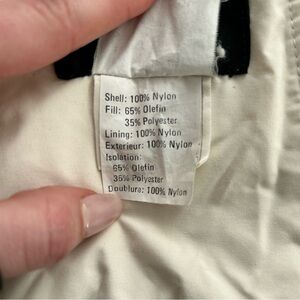 Shell: 100% Nylon
Fill: 65% Olefin
35% Polyester
Lining: 100% Nylon
Exterieur: 100% Nylon
Isolation:
65% Olefin
35% Polyester
Doublure: 100% Nylon